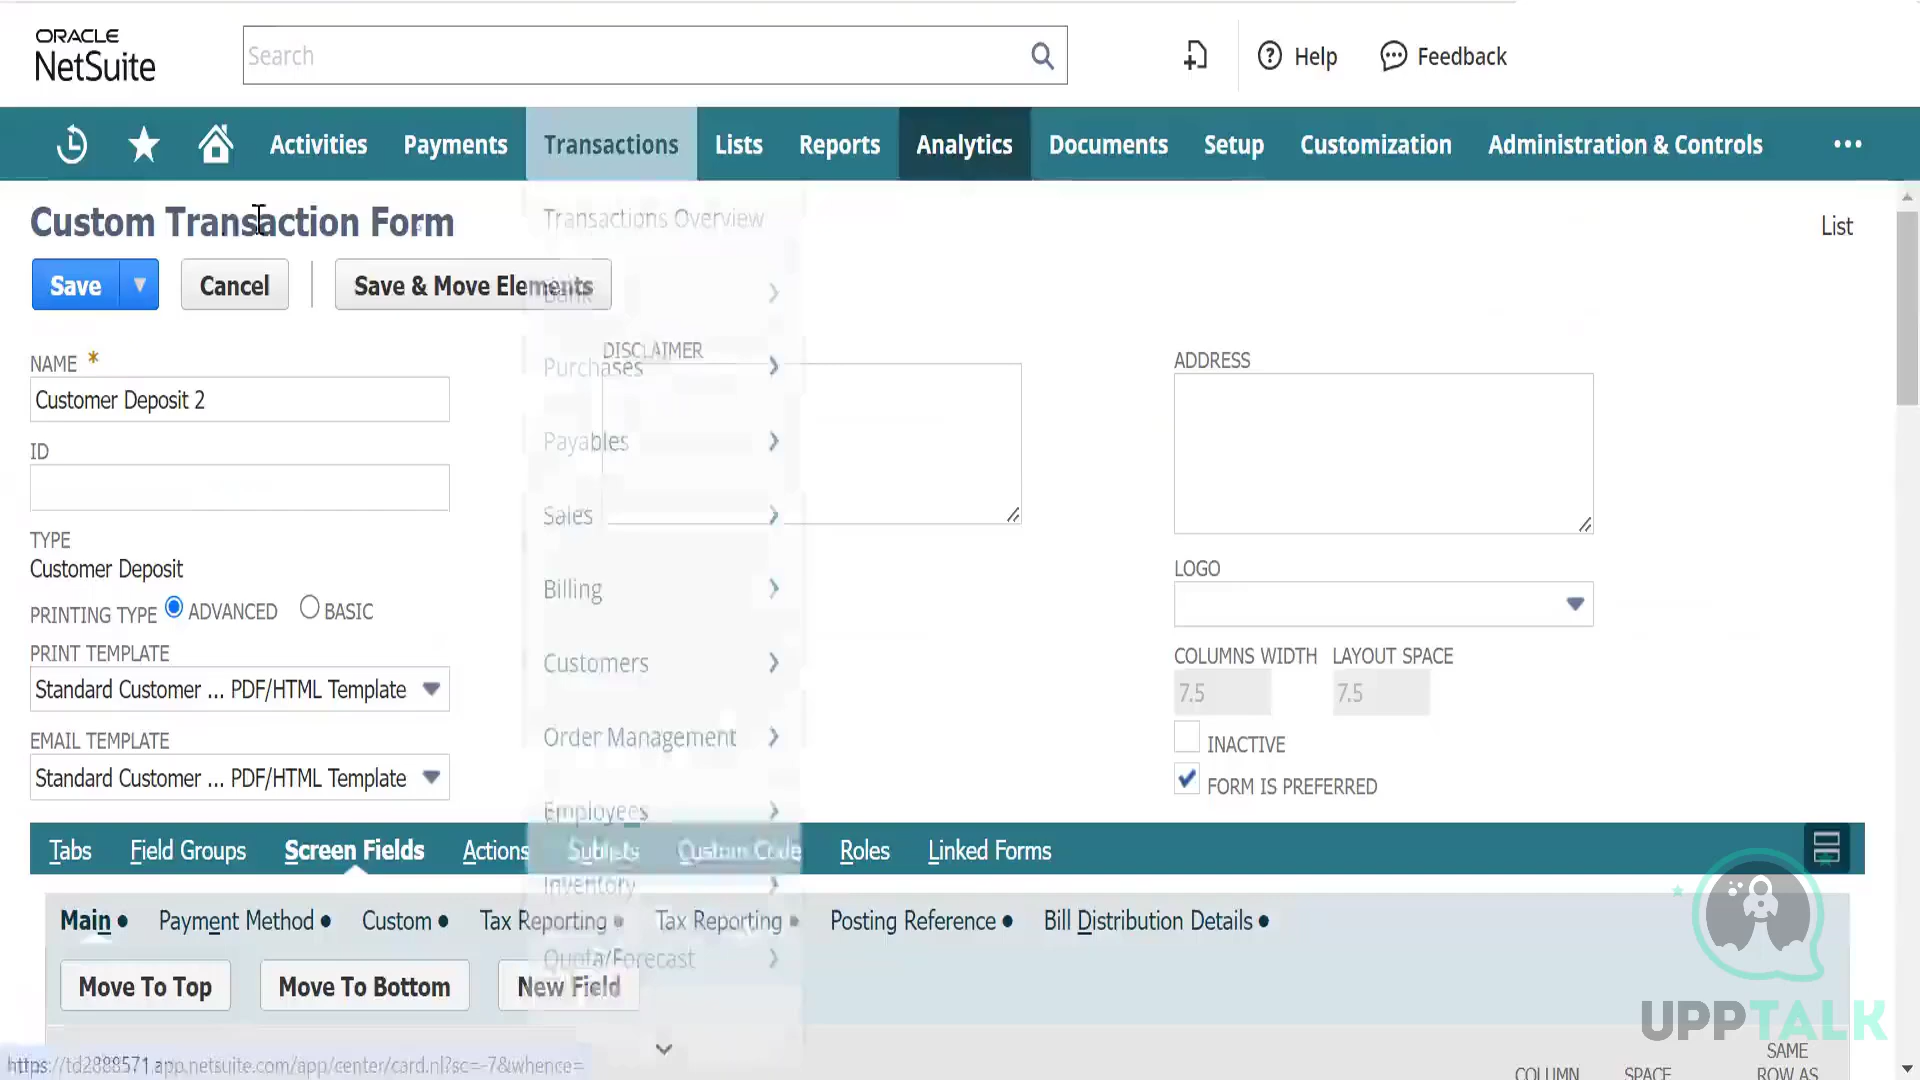 ORACLE
NetSuite
Search
Help
Feedback
Activities
Payments
Transactions
Lists
Reports
Analytics
Documents
Setup
Customization
Administration & Controls
Custom Transaction Form
List
Transactions Overview
Save
Cancel
Save & Move Elements
Bank
NAME *
DISCLAIMER
ADDRESS
Purchases
Customer Deposit 2
Payables
ID
Sales
TYPE
Customer Deposit
LOGO
Billing
PRINTING TYPE ADVANCED BASIC
PRINT TEMPLATE
COLUMNS WIDTH LAYOUT SPACE
Customers
Standard Customer ... PDF/HTML Template
7.5 7.5
EMAIL TEMPLATE
Order Management
INACTIVE
Standard Customer ... PDF/HTML Template
FORM IS PREFERRED
Employees
Tabs
Field Groups
Screen Fields
Actions
Sublists
Custom Code
Roles
Linked Forms
Inventory
Main
Payment Method
Custom
Tax Reporting
Tax Reporting
Posting Reference
Bill Distribution Details
Quota/Forecast
Move To Top
Move To Bottom
New Field
UPPTALK
https://td2888571.app.netsuite.com/app/center/card.nl?sc=-7&whence=
COLUMN
SPACE
SAME
ROW AS